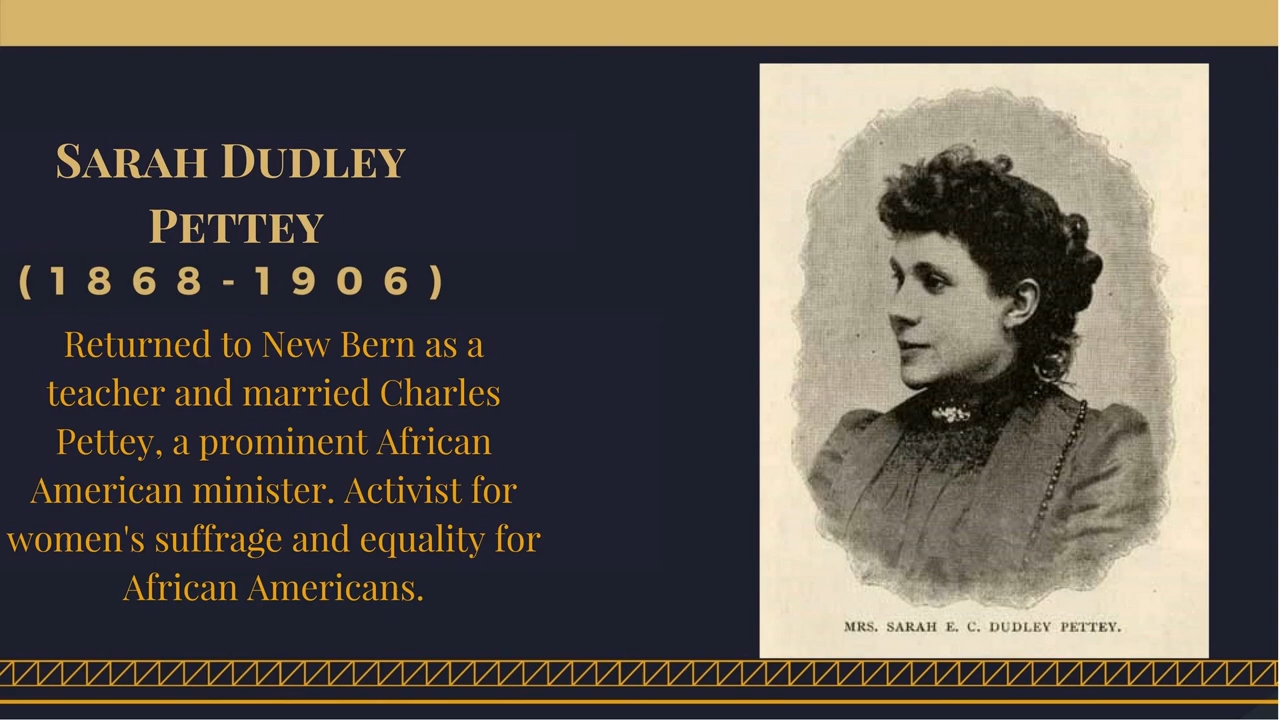 Sarah Dudley
Pettey
(1868-1906)
Returned to New Bern as a
teacher and married Charles
Pettey, a prominent African
American minister. Activist for
women's suffrage and equality for
African Americans.
MRS. SARAH E. C. DUDLEY PETTEY.